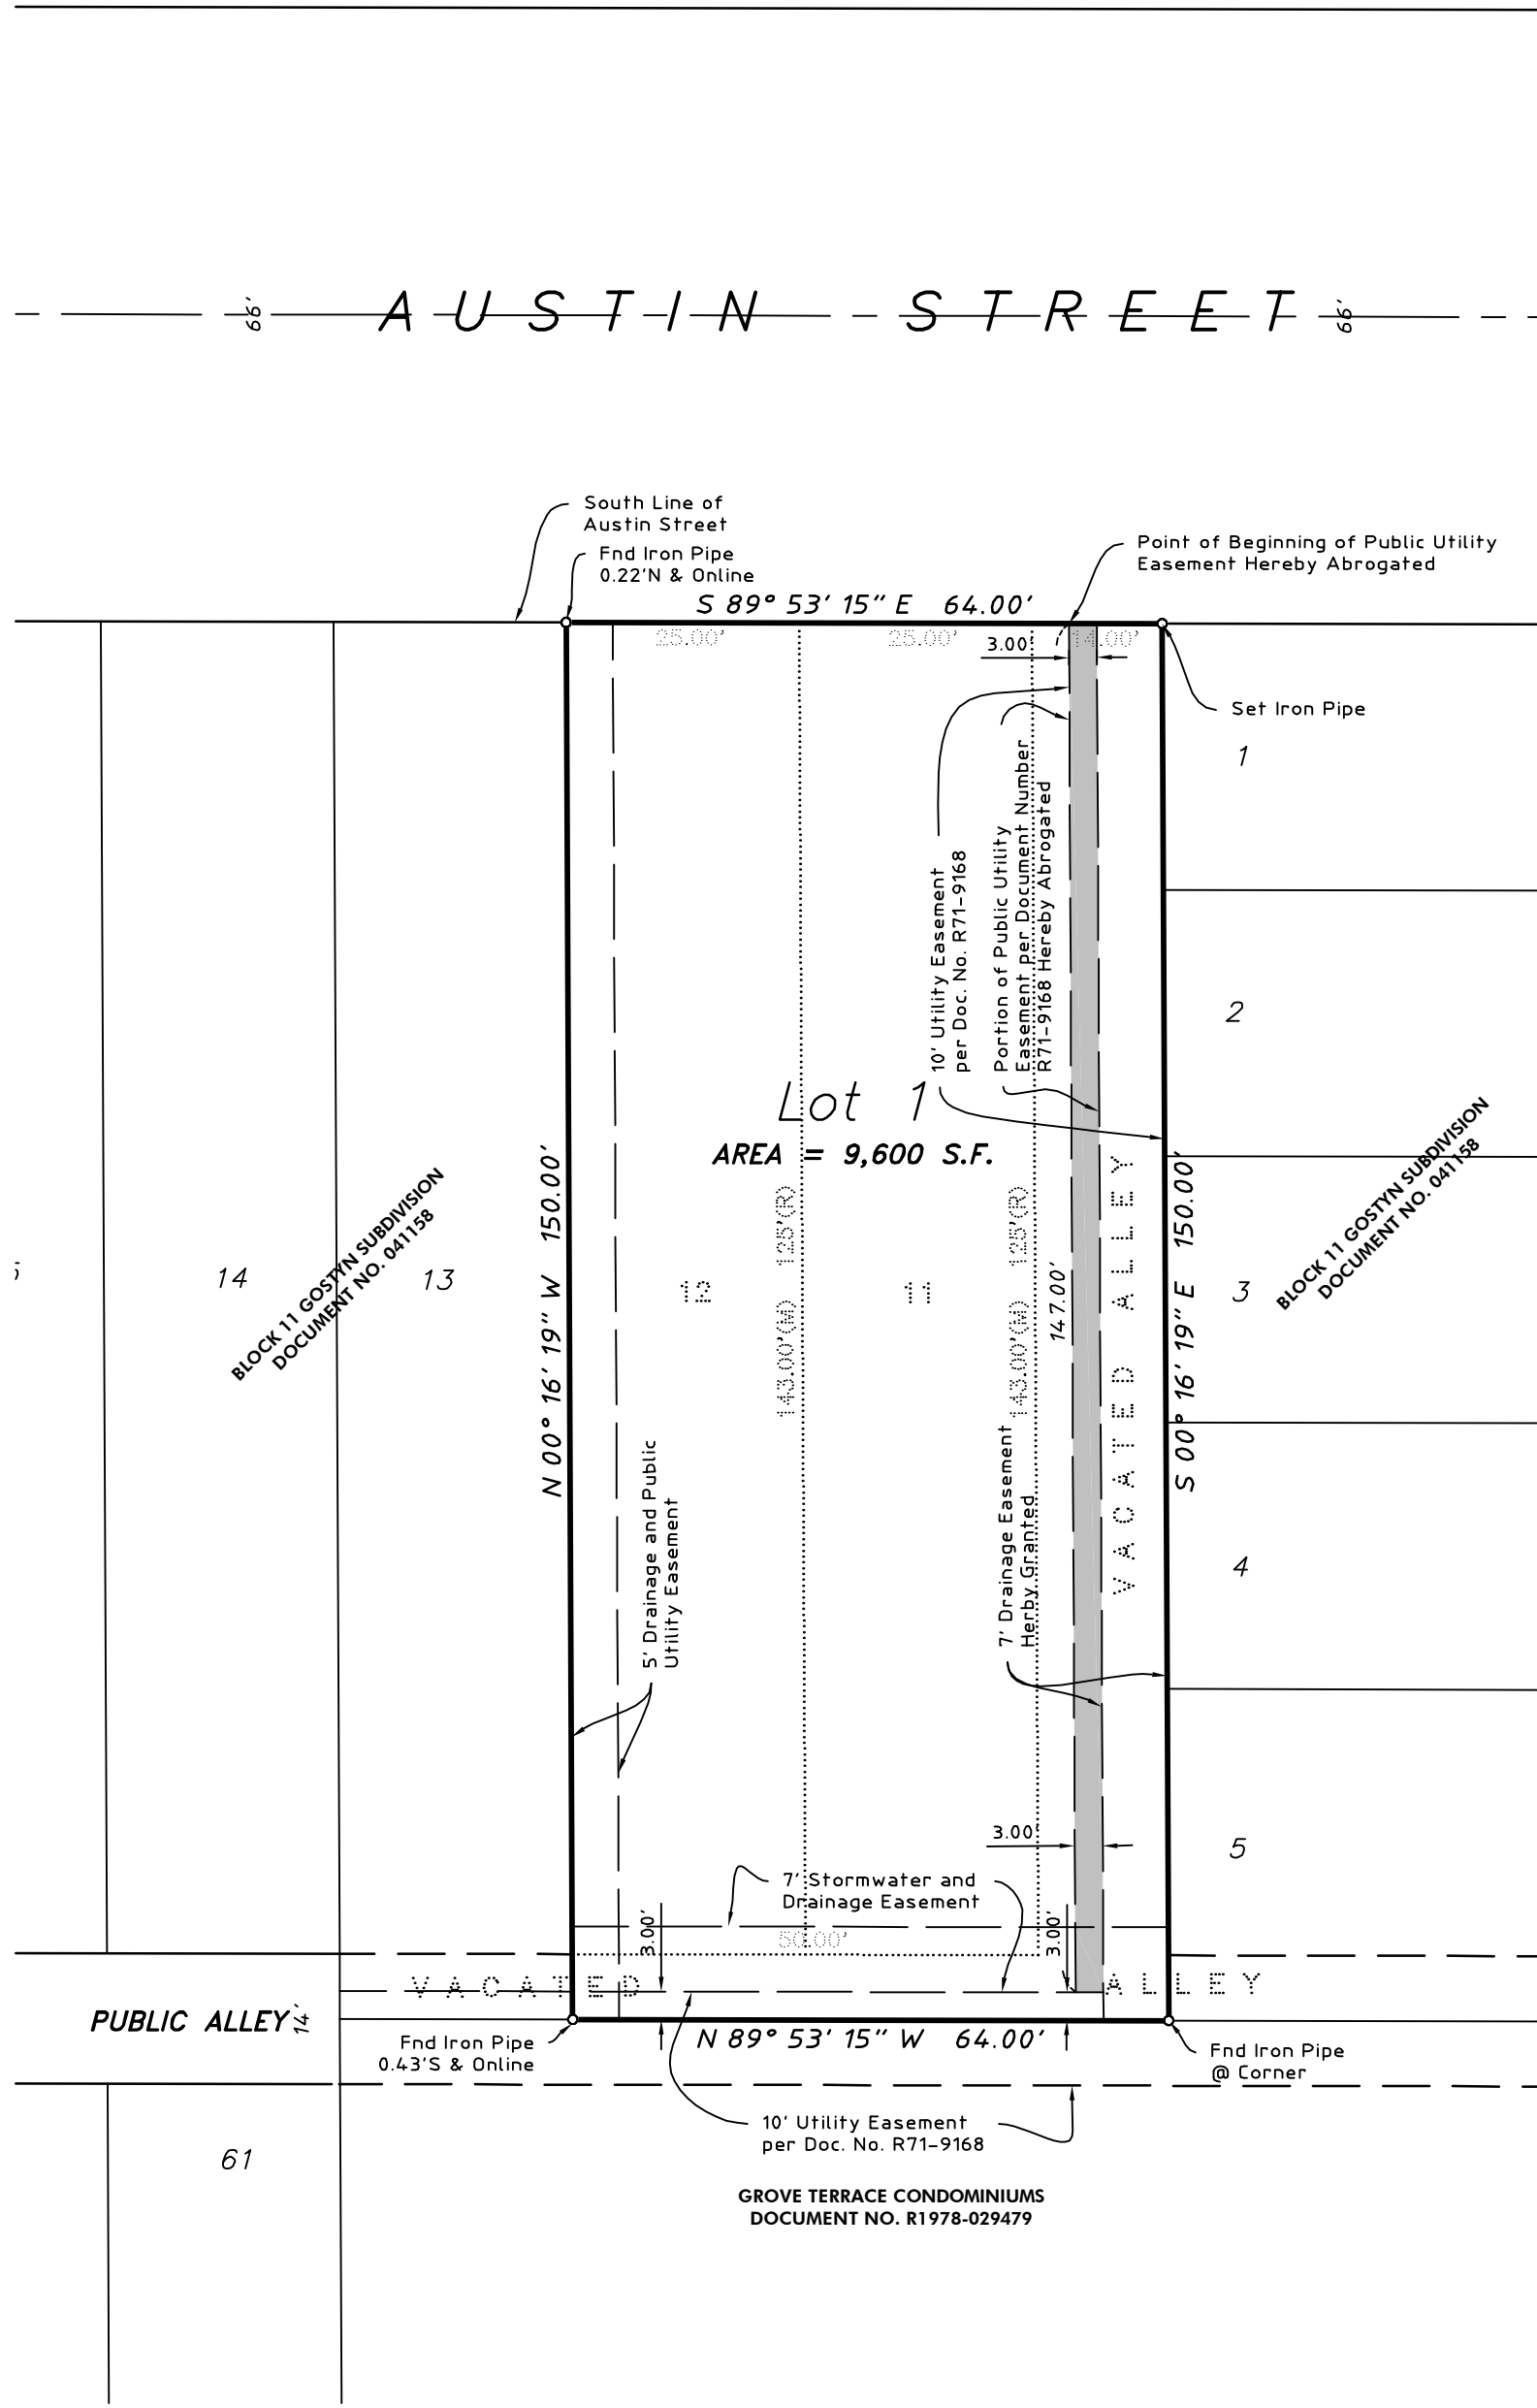 AUSTIN STREET
66'
66'
South Line of
Austin Street
Fnd Iron Pipe
0.22'N & Online
Point of Beginning of Public Utility
Easement Hereby Abrogated
S 89° 53' 15" E 64.00'
25.00'
25.00'
3.00'
14.00'
Set Iron Pipe
1
2
3
4
5
10' Utility Easement
per Doc. No. R71-9168
Portion of Public Utility
Easement per Document Number
R71-9168 Hereby Abrogated
Lot 1
AREA = 9,600 S.F.
N 00° 16' 19" W 150.00'
S 00° 16' 19" E 150.00'
BLOCK 11 GOSTYN SUBDIVISION
DOCUMENT NO. 041158
BLOCK 11 GOSTYN SUBDIVISION
DOCUMENT NO. 041158
14
13
12
11
143.00'(M) 125'(R)
143.00'(M) 125'(R)
147.00'
VACATED ALLEY
5' Drainage and Public
Utility Easement
7' Drainage Easement
Herby Granted
3.00'
7' Stormwater and
Drainage Easement
3.00'
50.00'
3.00'
VACATED ALLEY
PUBLIC ALLEY
14'
Fnd Iron Pipe
0.43'S & Online
N 89° 53' 15" W 64.00'
Fnd Iron Pipe
@ Corner
10' Utility Easement
per Doc. No. R71-9168
61
GROVE TERRACE CONDOMINIUMS
DOCUMENT NO. R1978-029479